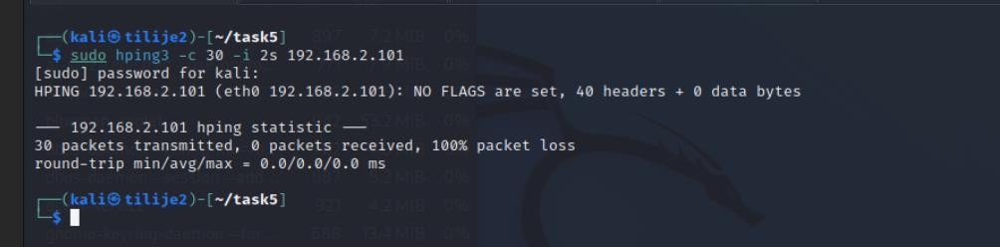 ┌──(kali㉿tilije2)-[~/task5]
└─$ sudo hping3 -c 30 -i 2s 192.168.2.101
[sudo] password for kali:
HPING 192.168.2.101 (eth0 192.168.2.101): NO FLAGS are set, 40 headers + 0 data bytes
── 192.168.2.101 hping statistic ──
30 packets transmitted, 0 packets received, 100% packet loss
round-trip min/avg/max = 0.0/0.0/0.0 ms
┌──(kali㉿tilije2)-[~/task5]
└─$